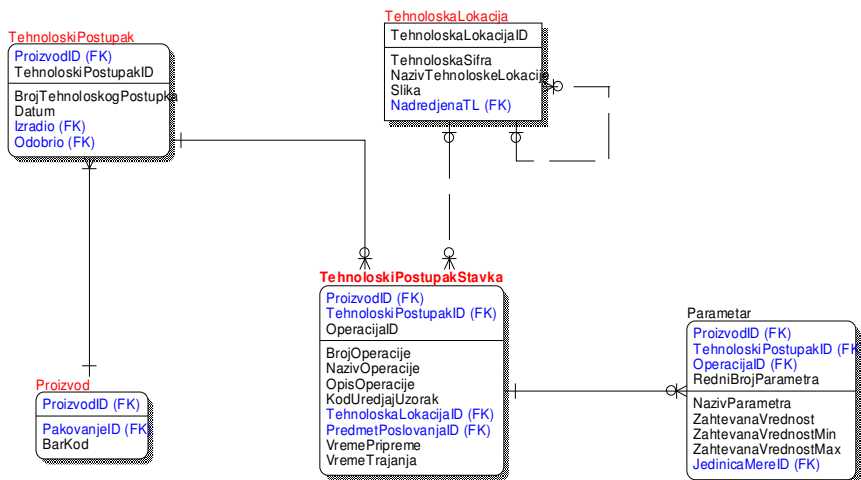 TehnoloskaLokacija
TehnoloskaLokacijaID
TehnoloskaSifra
NazivTehnoloskeLokacije
Slika
NadredjenaTL (FK)
TehnoloskiPostupak
ProizvodID (FK)
TehnoloskiPostupakID
BrojTehnoloskogPostupka
Datum
Izradio (FK)
Odobrio (FK)
TehnoloskiPostupakStavka
ProizvodID (FK)
TehnoloskiPostupakID (FK)
OperacijaID
BrojOperacije
NazivOperacije
OpisOperacije
KodUredjajUzorak
TehnoloskaLokacijaID (FK)
PredmetPoslovanjaID (FK)
VremePripreme
VremeTrajanja
Parametar
ProizvodID (FK)
TehnoloskiPostupakID (FK)
OperacijaID (FK)
RedniBrojParametra
NazivParametra
ZahtevanaVrednost
ZahtevanaVrednostMin
ZahtevanaVrednostMax
JedinicaMereID (FK)
Proizvod
ProizvodID (FK)
PakovanjeID (FK)
BarKod